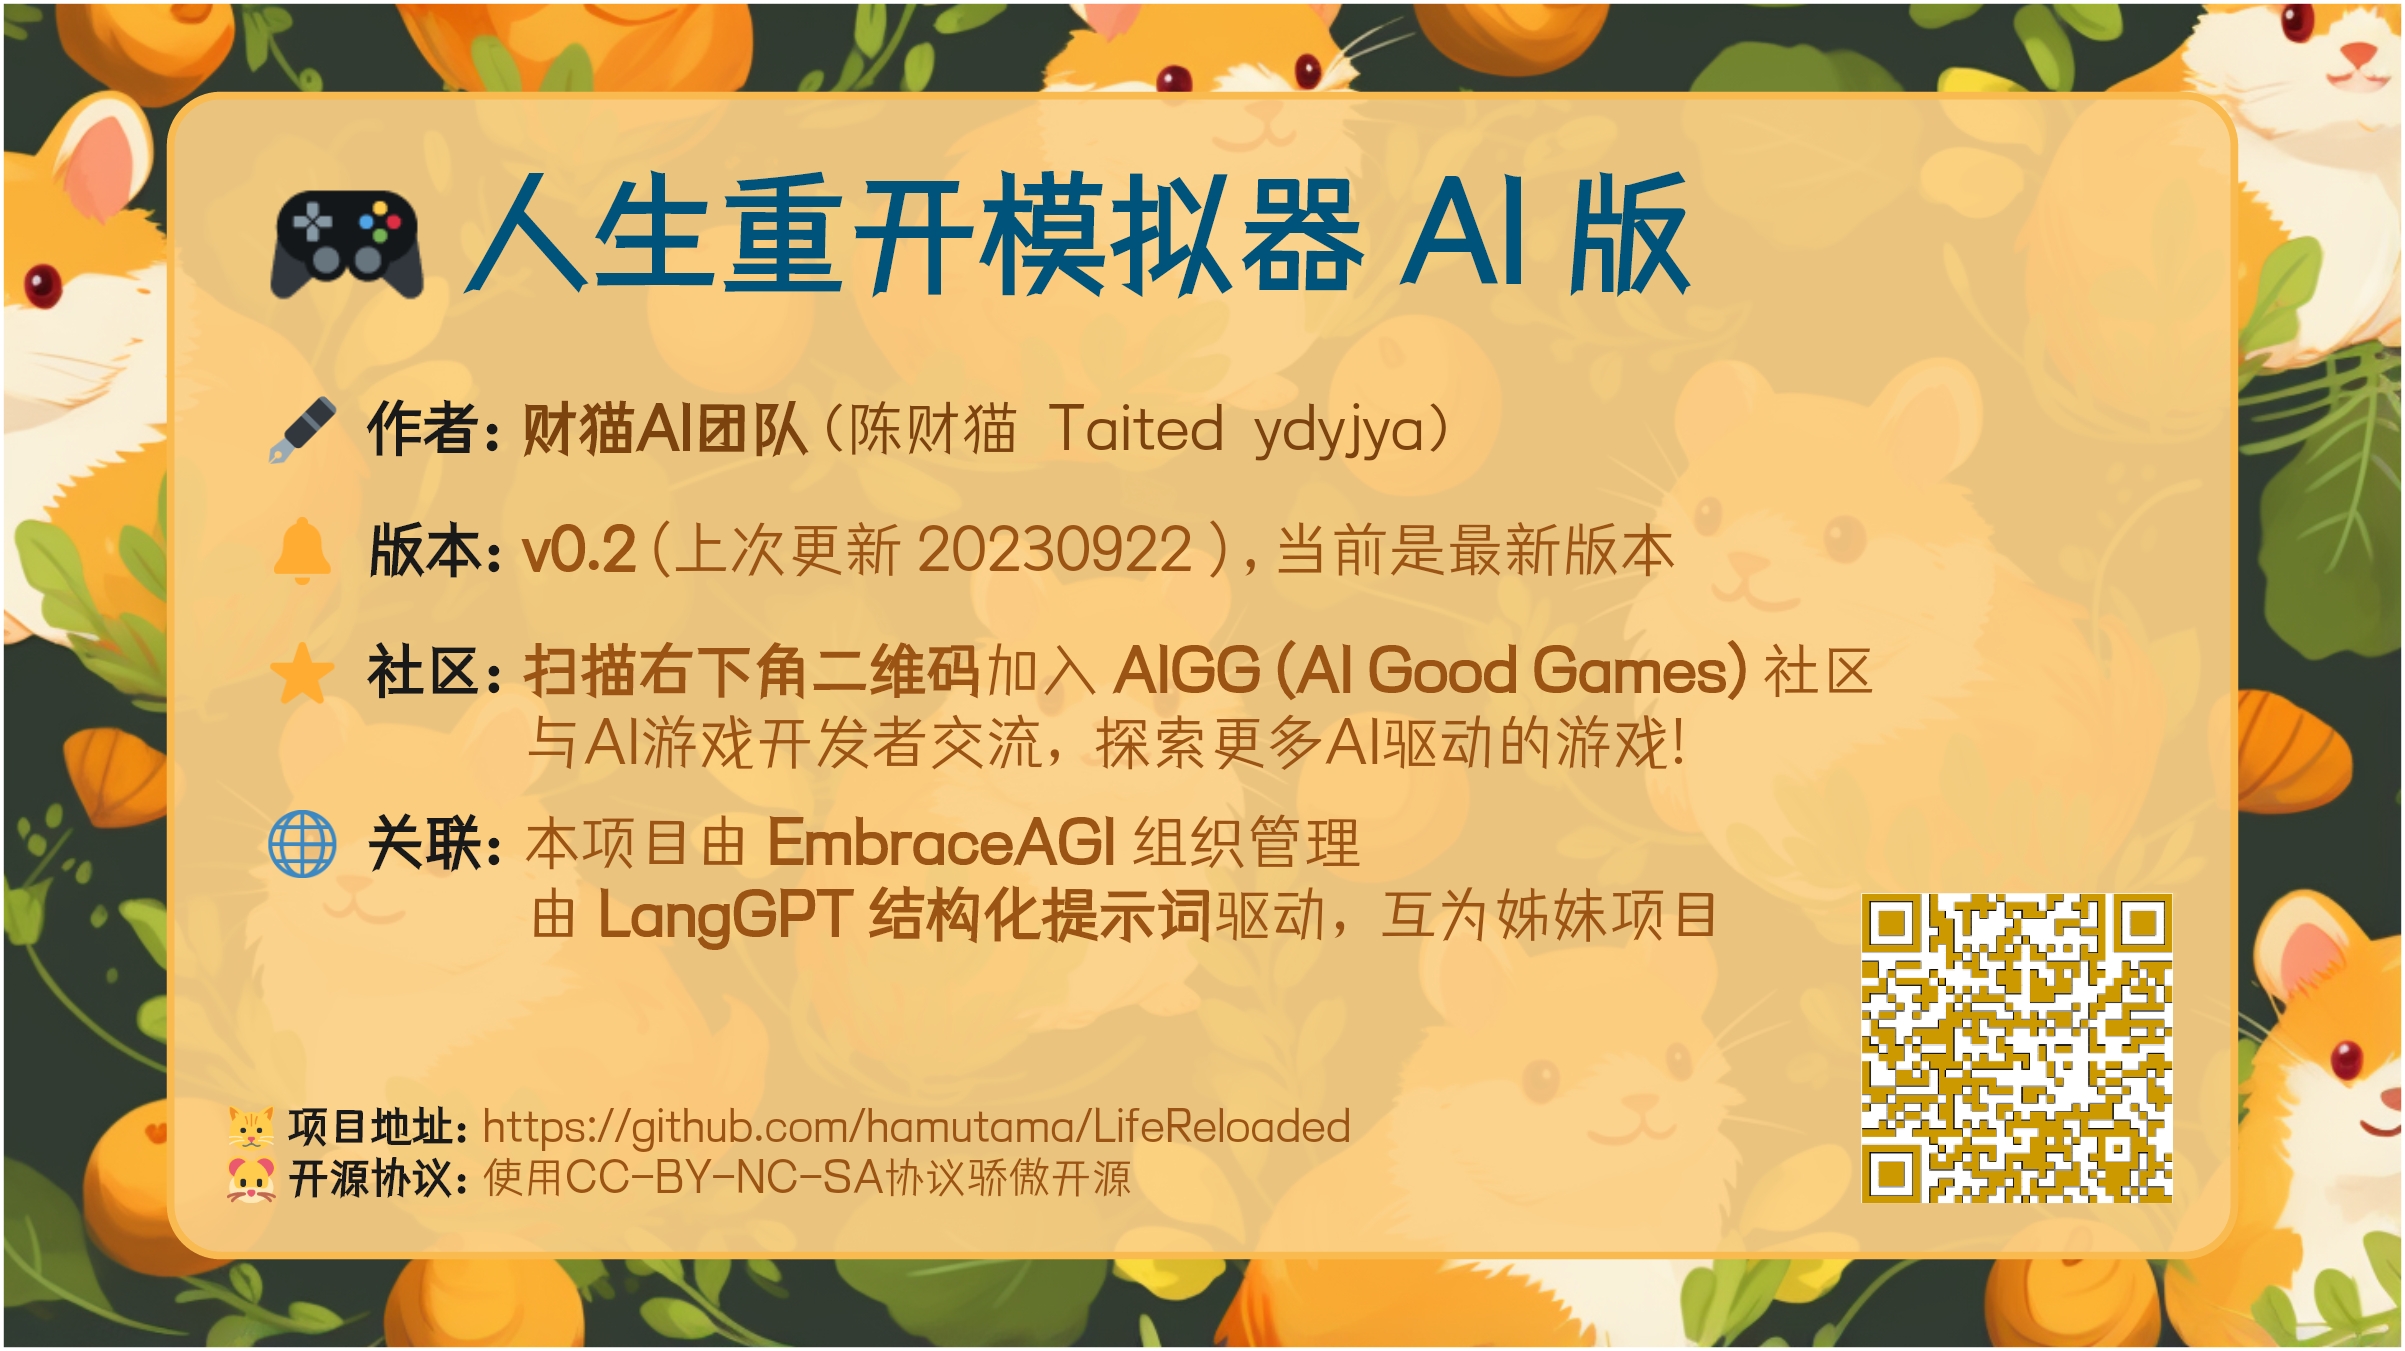 人生重开模拟器 AI 版
作者：财猫AI团队（陈财猫 Taited ydyjya）
版本：v0.2（上次更新 20230922 ），当前是最新版本
社区：扫描右下角二维码加入 AIGG (AI Good Games) 社区
与AI游戏开发者交流，探索更多AI驱动的游戏！
关联：本项目由 EmbraceAGI 组织管理
由 LangGPT 结构化提示词驱动，互为姊妹项目
项目地址：https://github.com/hamutama/LifeReloaded
开源协议：使用CC-BY-NC-SA协议骄傲开源